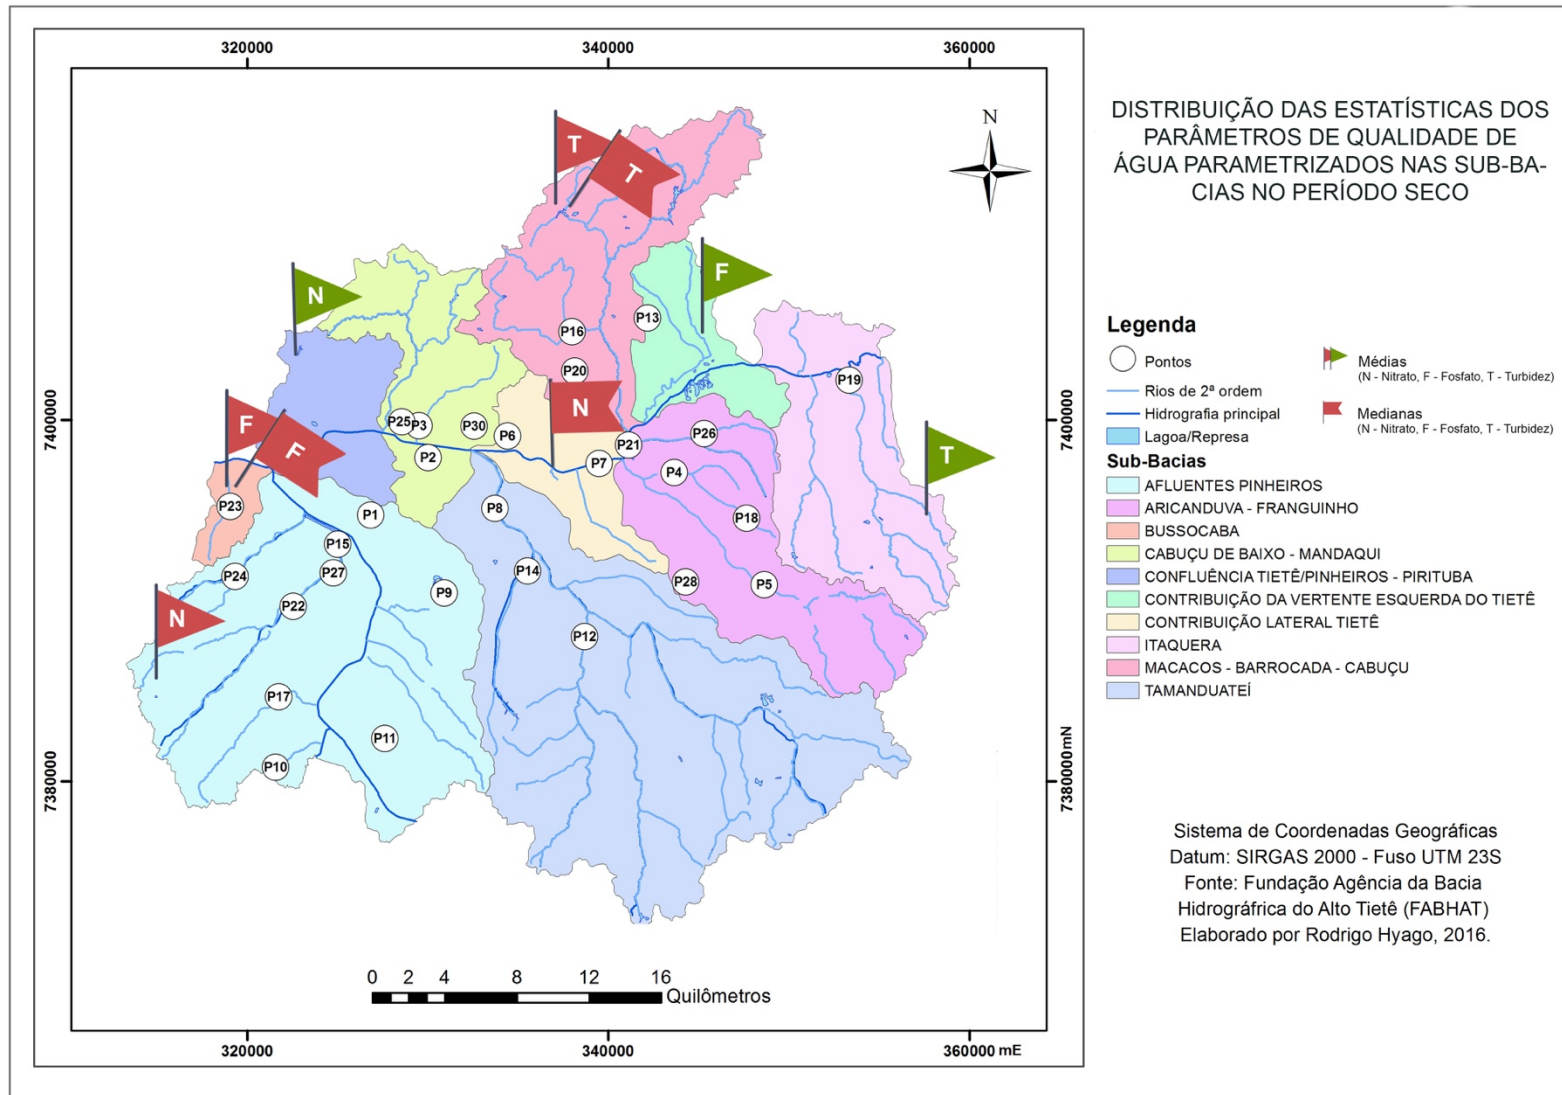 320000
340000
360000
DISTRIBUIÇÃO DAS ESTATÍSTICAS DOS
PARÂMETROS DE QUALIDADE DE
ÁGUA PARAMETRIZADOS NAS SUB-BA-
CIAS NO PERÍODO SECO
N
T
T
N
F
P16
P13
P20
P19
7400000
7400000
F
F
N
T
P25
P3
P30
P6
P2
P21
P26
P7
P4
P23
P1
P8
P18
P15
P24
P27
P14
P9
P28
P5
P22
N
P12
P17
P11
P10
7380000
7380000mN
Legenda
Pontos
Rios de 2ª ordem
Hidrografia principal
Lagoa/Represa
Médias
(N - Nitrato, F - Fosfato, T - Turbidez)
Medianas
(N - Nitrato, F - Fosfato, T - Turbidez)
Sub-Bacias
AFLUENTES PINHEIROS
ARICANDUVA - FRANGUINHO
BUSSOCABA
CABUÇU DE BAIXO - MANDAQUI
CONFLUÊNCIA TIETÊ/PINHEIROS - PIRITUBA
CONTRIBUIÇÃO DA VERTENTE ESQUERDA DO TIETÊ
CONTRIBUIÇÃO LATERAL TIETÊ
ITAQUERA
MACACOS - BARROCADA - CABUÇU
TAMANDUATEÍ
Sistema de Coordenadas Geográficas
Datum: SIRGAS 2000 - Fuso UTM 23S
Fonte: Fundação Agência da Bacia
Hidrográfrica do Alto Tietê (FABHAT)
Elaborado por Rodrigo Hyago, 2016.
0 2 4 8 12 16
Quilômetros
320000
340000
360000 mE